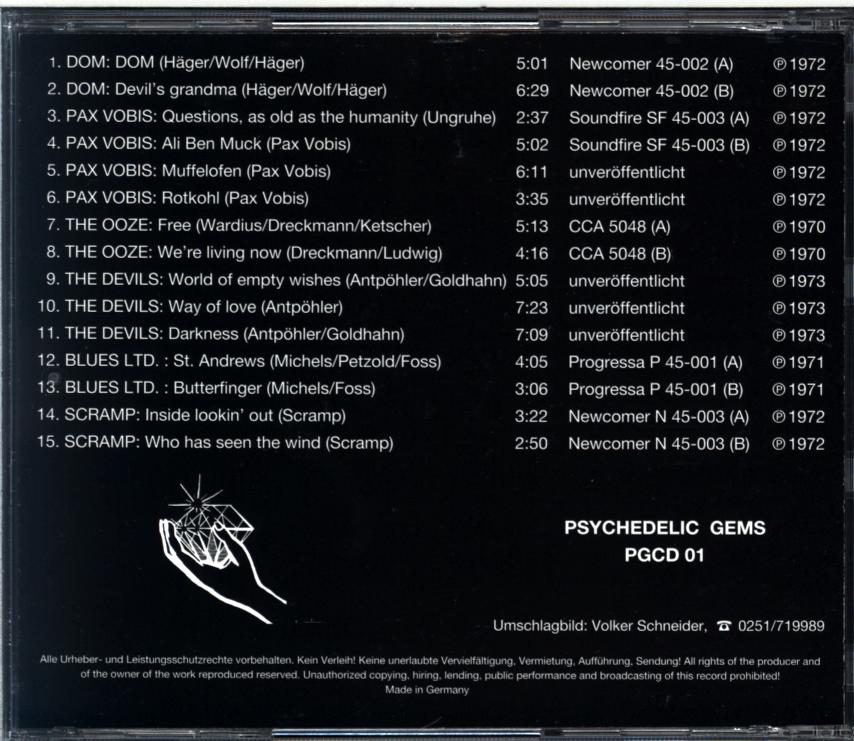 1. DOM: DOM (Häger/Wolf/Häger) 5:01 Newcomer 45-002 (A) ℗ 1972
2. DOM: Devil's grandma (Häger/Wolf/Häger) 6:29 Newcomer 45-002 (B) ℗ 1972
3. PAX VOBIS: Questions, as old as the humanity (Ungruhe) 2:37 Soundfire SF 45-003 (A) ℗ 1972
4. PAX VOBIS: Ali Ben Muck (Pax Vobis) 5:02 Soundfire SF 45-003 (B) ℗ 1972
5. PAX VOBIS: Muffelofen (Pax Vobis) 6:11 unveröffentlicht ℗ 1972
6. PAX VOBIS: Rotkohl (Pax Vobis) 3:35 unveröffentlicht ℗ 1972
7. THE OOZE: Free (Wardius/Dreckmann/Ketscher) 5:13 CCA 5048 (A) ℗ 1970
8. THE OOZE: We're living now (Dreckmann/Ludwig) 4:16 CCA 5048 (B) ℗ 1970
9. THE DEVILS: World of empty wishes (Antpöhler/Goldhahn) 5:05 unveröffentlicht ℗ 1973
10. THE DEVILS: Way of love (Antpöhler) 7:23 unveröffentlicht ℗ 1973
11. THE DEVILS: Darkness (Antpöhler/Goldhahn) 7:09 unveröffentlicht ℗ 1973
12. BLUES LTD. : St. Andrews (Michels/Petzold/Foss) 4:05 Progressa P 45-001 (A) ℗ 1971
13. BLUES LTD. : Butterfinger (Michels/Foss) 3:06 Progressa P 45-001 (B) ℗ 1971
14. SCRAMP: Inside lookin' out (Scramp) 3:22 Newcomer N 45-003 (A) ℗ 1972
15. SCRAMP: Who has seen the wind (Scramp) 2:50 Newcomer N 45-003 (B) ℗ 1972
PSYCHEDELIC GEMS
PGCD 01
Umschlagbild: Volker Schneider, ☎ 0251/719989
Alle Urheber- und Leistungsschutzrechte vorbehalten. Kein Verleih! Keine unerlaubte Vervielfältigung, Vermietung, Aufführung, Sendung! All rights of the producer and
of the owner of the work reproduced reserved. Unauthorized copying, hiring, lending, public performance and broadcasting of this record prohibited!
Made in Germany